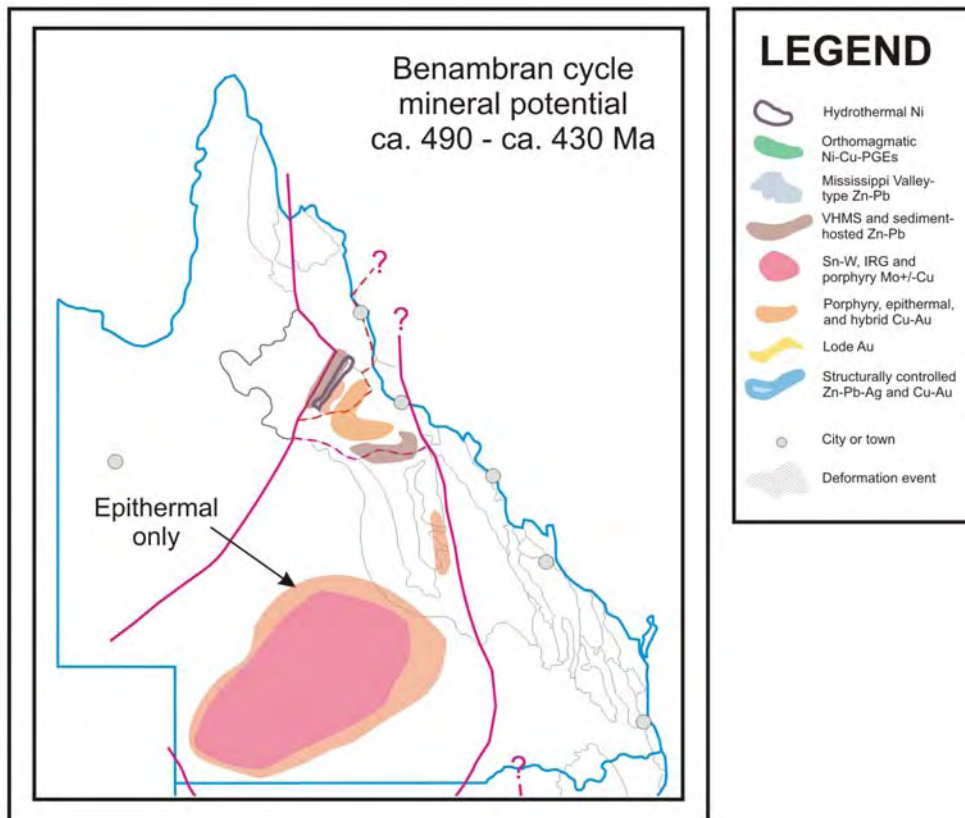 Benambran cycle
mineral potential
ca. 490 - ca. 430 Ma
?
?
Epithermal
only
?
LEGEND
Hydrothermal Ni
Orthomagmatic
Ni-Cu-PGEs
Mississippi Valley-
type Zn-Pb
VHMS and sediment-
hosted Zn-Pb
Sn-W, IRG and
porphyry Mo+/-Cu
Porphyry, epithermal,
and hybrid Cu-Au
Lode Au
Structurally controlled
Zn-Pb-Ag and Cu-Au
City or town
Deformation event